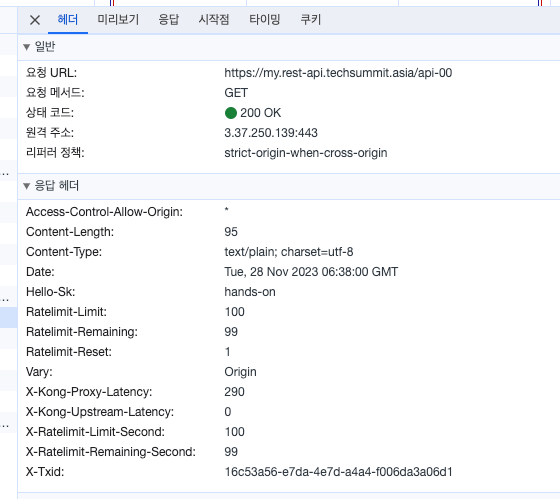 헤더 미리보기 응답 시작점 타이밍 쿠키
일반
요청 URL: https://my.rest-api.techsummit.asia/api-00
요청 메서드: GET
상태 코드: 200 OK
원격 주소: 3.37.250.139:443
리퍼러 정책: strict-origin-when-cross-origin
응답 헤더
Access-Control-Allow-Origin: *
Content-Length: 95
Content-Type: text/plain; charset=utf-8
Date: Tue, 28 Nov 2023 06:38:00 GMT
Hello-Sk: hands-on
Ratelimit-Limit: 100
Ratelimit-Remaining: 99
Ratelimit-Reset: 1
Vary: Origin
X-Kong-Proxy-Latency: 290
X-Kong-Upstream-Latency: 0
X-Ratelimit-Limit-Second: 100
X-Ratelimit-Remaining-Second: 99
X-Txid: 16c53a56-e7da-4e7d-a4a4-f006da3a06d1